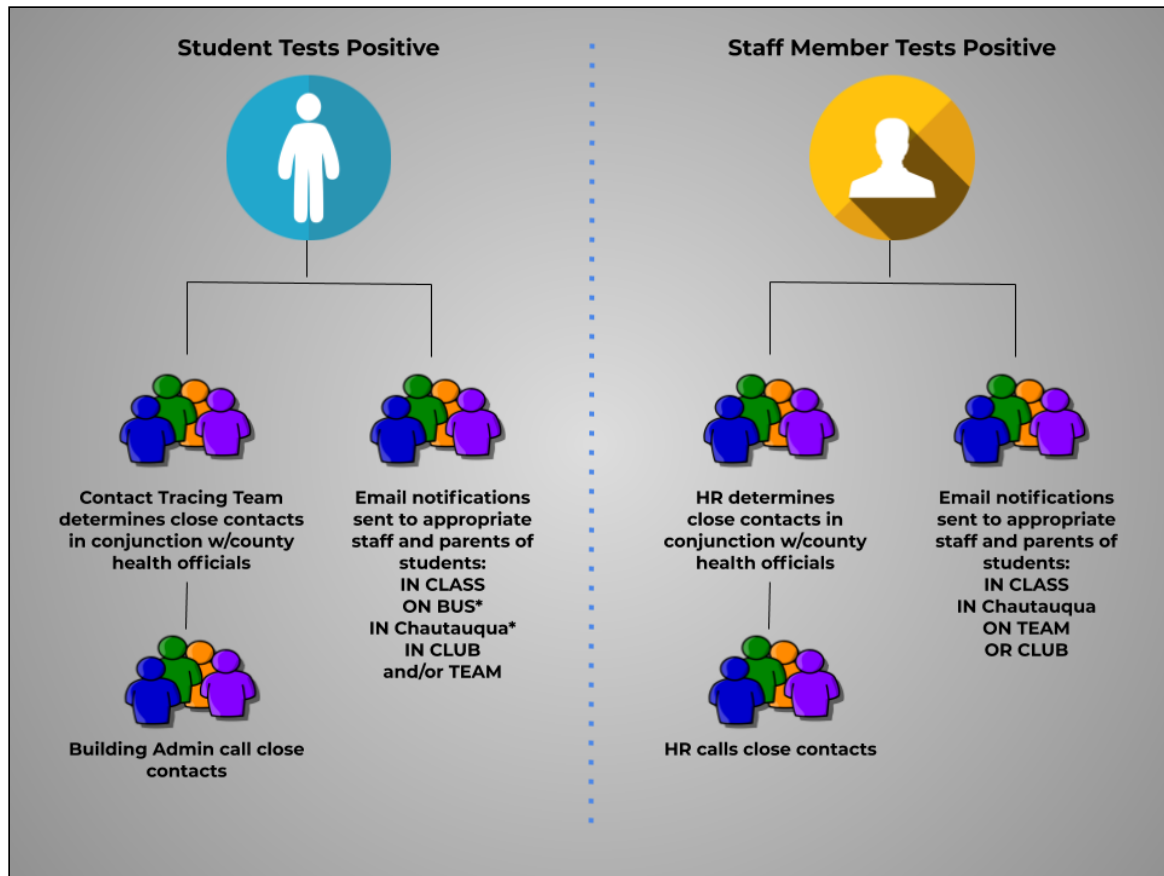 Student Tests Positive
Contact Tracing Team
determines close contacts
in conjunction w/county
health officials
Building Admin call close
contacts
Email notifications
sent to appropriate
staff and parents of
students:
IN CLASS
ON BUS*
IN Chautauqua*
IN CLUB
and/or TEAM
Staff Member Tests Positive
HR determines
close contacts in
conjunction w/county
health officials
HR calls close contacts
Email notifications
sent to appropriate
staff and parents of
students:
IN CLASS
IN Chautauqua
ON TEAM
OR CLUB